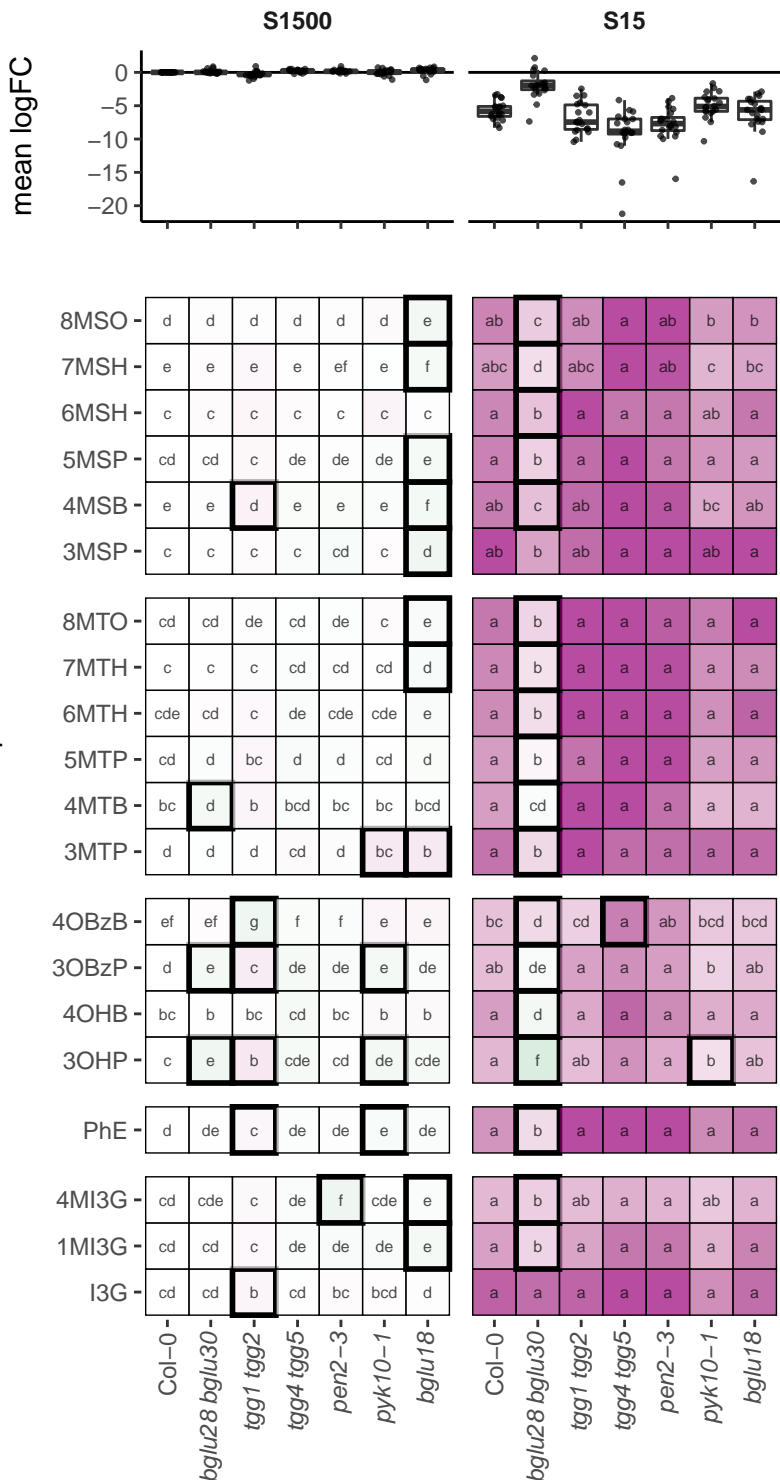 S1500 S15
mean logFC
0
−5
−10
−15
−20
8MSO d d d d d d e ab c ab a ab b b
7MSH e e e e ef e f abc d abc a ab c bc
6MSH c c c c c c c a b a a a ab a
5MSP cd cd c de de de e a b a a a a a
4MSB e e d e e e f ab c ab a a bc ab
3MSP c c c c cd c d ab b ab a a ab a
8MTO cd cd de cd de c e a b a a a a a
7MTH c c c cd cd cd d a b a a a a a
6MTH cde cd c de cde cde e a b a a a a a
5MTP cd d bc d d cd d a b a a a a a
4MTB bc d b bcd bc bc bcd a cd a a a a a
3MTP d d d cd d bc b a b a a a a a
4OBzB ef ef g f f e e bc d cd a ab bcd bcd
3OBzP d e c de de e de ab de a a a b ab
4OHB bc b bc cd bc b b a d a a a a a
3OHP c e b cde cd de cde a f ab a a b ab
PhE d de c de de e de a b a a a a a
4MI3G cd cde c de f cde e a b ab a a ab a
1MI3G cd cd c de de de e a b a a a a a
I3G cd cd b cd bc bcd d a a a a a a a
Col−0 bglu28 bglu30 tgg1 tgg2 tgg4 tgg5 pen2−3 pyk10−1 bglu18 Col−0 bglu28 bglu30 tgg1 tgg2 tgg4 tgg5 pen2−3 pyk10−1 bglu18